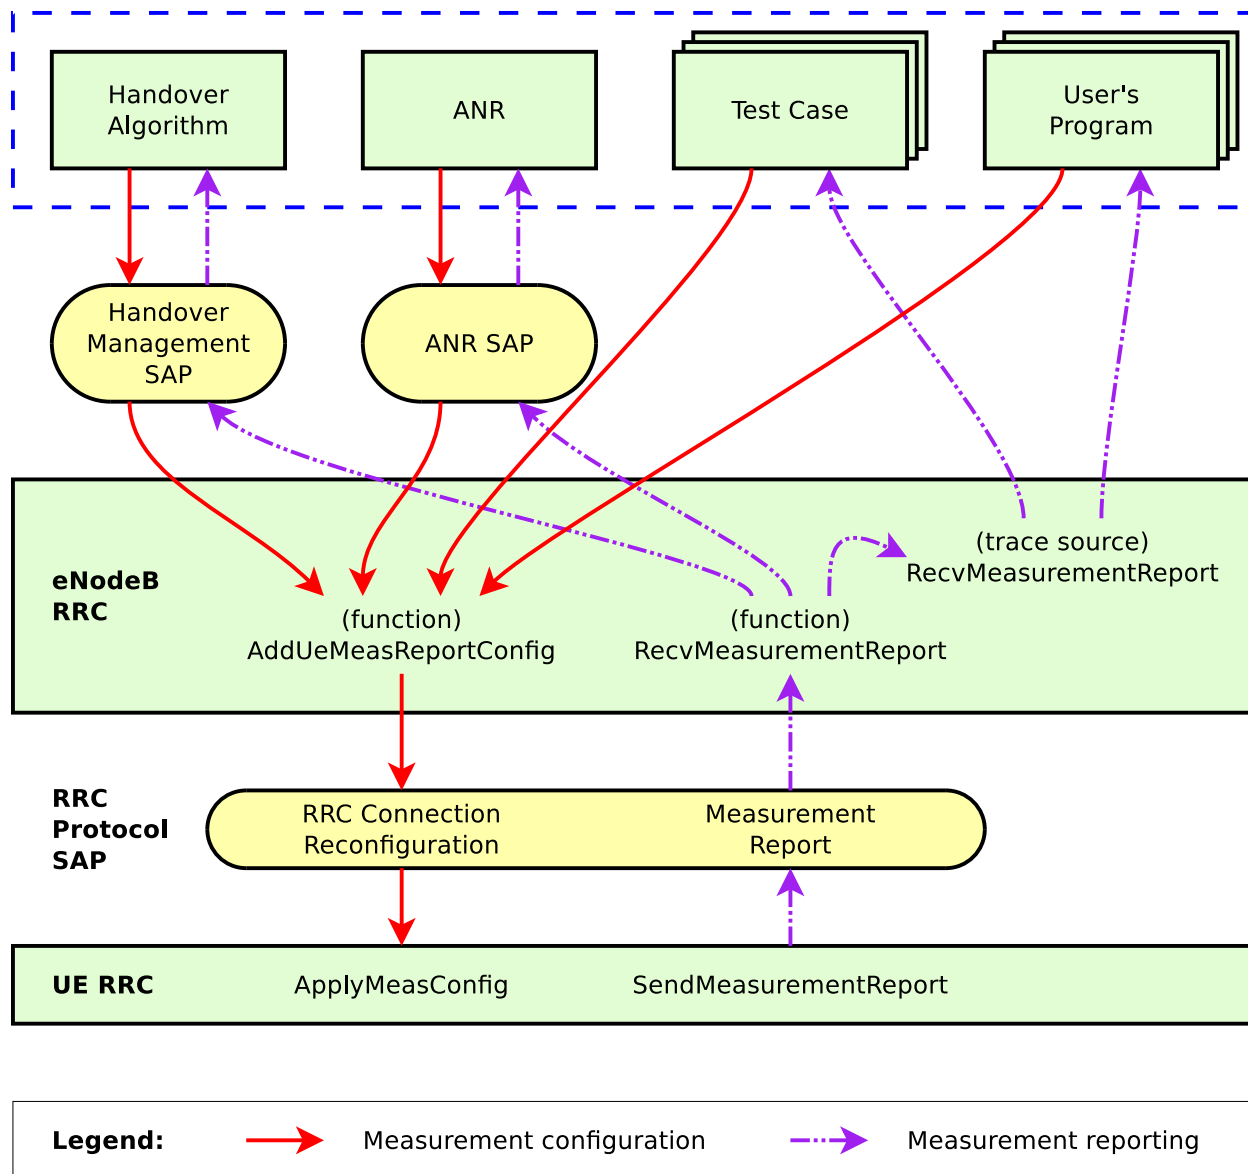 Handover
Algorithm
ANR
Test Case
User's
Program
Handover
Management
SAP
ANR SAP
(trace source)
RecvMeasurementReport
eNodeB
RRC
(function)
AddUeMeasReportConfig
(function)
RecvMeasurementReport
RRC
Protocol
SAP
RRC Connection
Reconfiguration
Measurement
Report
UE RRC
ApplyMeasConfig
SendMeasurementReport
Legend:
Measurement configuration
Measurement reporting